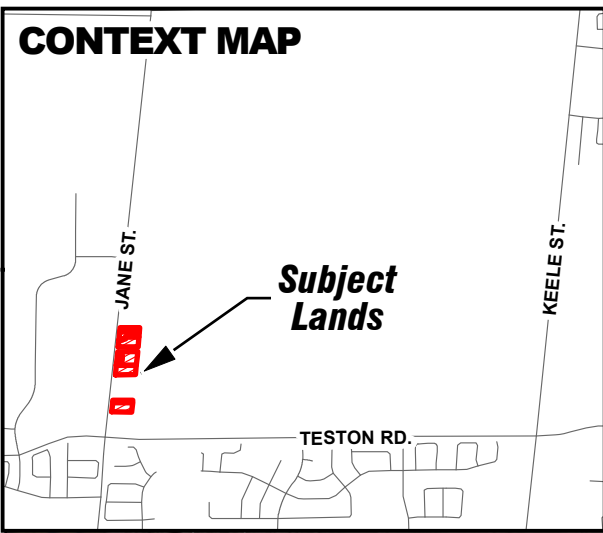 CONTEXT MAP
JANE ST.
KEELE ST.
Subject
Lands
TESTON RD.